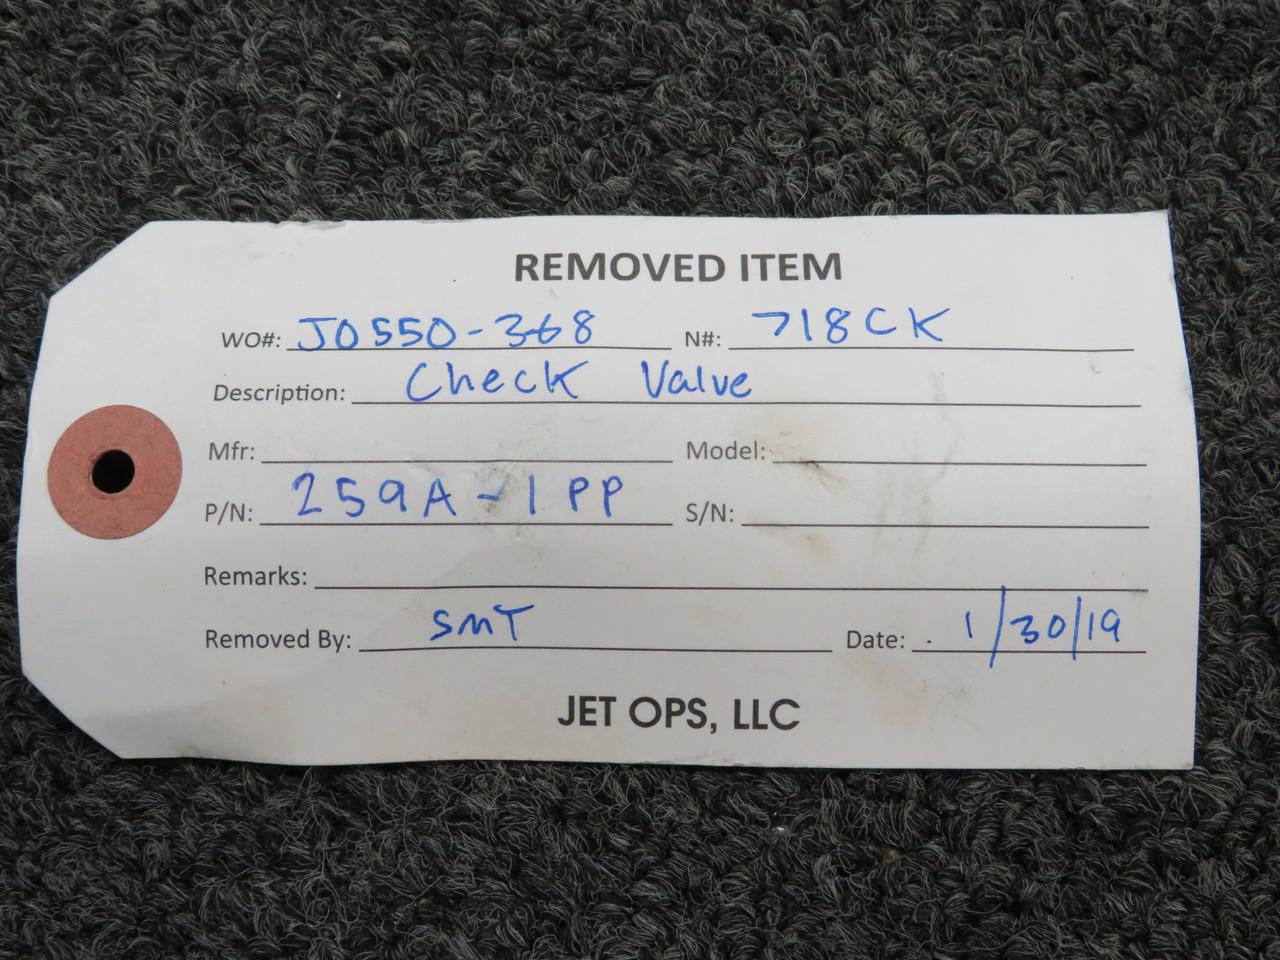 REMOVED ITEM
WO#: JO550-368 N#: 718CK
Description: Check Valve
Mfr: Model:
P/N: 259A-1PP S/N:
Remarks:
Removed By: SMT Date: 1/30/19
JET OPS, LLC